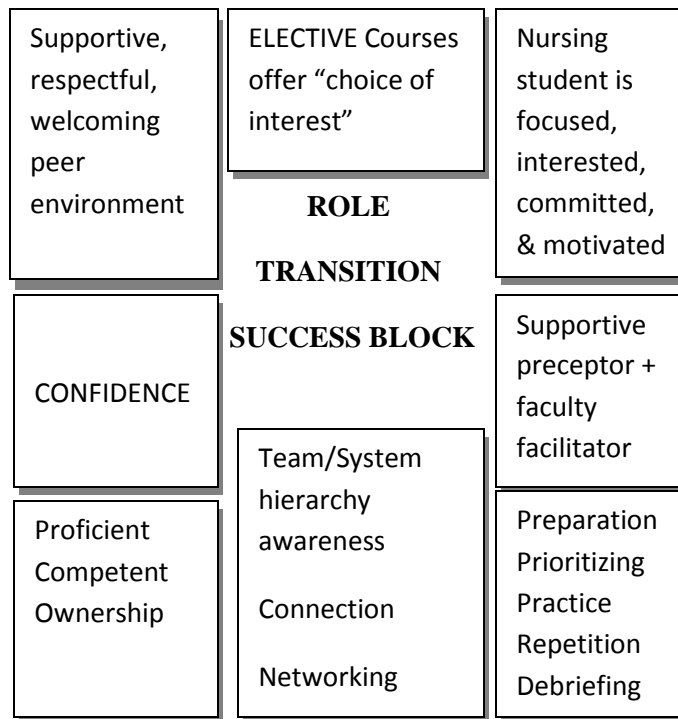 Supportive,
respectful,
welcoming
peer
environment
ELECTIVE Courses
offer “choice of
interest”
Nursing
student is
focused,
interested,
committed,
& motivated
ROLE
TRANSITION
SUCCESS BLOCK
CONFIDENCE
Supportive
preceptor +
faculty
facilitator
Proficient
Competent
Ownership
Team/System
hierarchy
awareness
Connection
Networking
Preparation
Prioritizing
Practice
Repetition
Debriefing